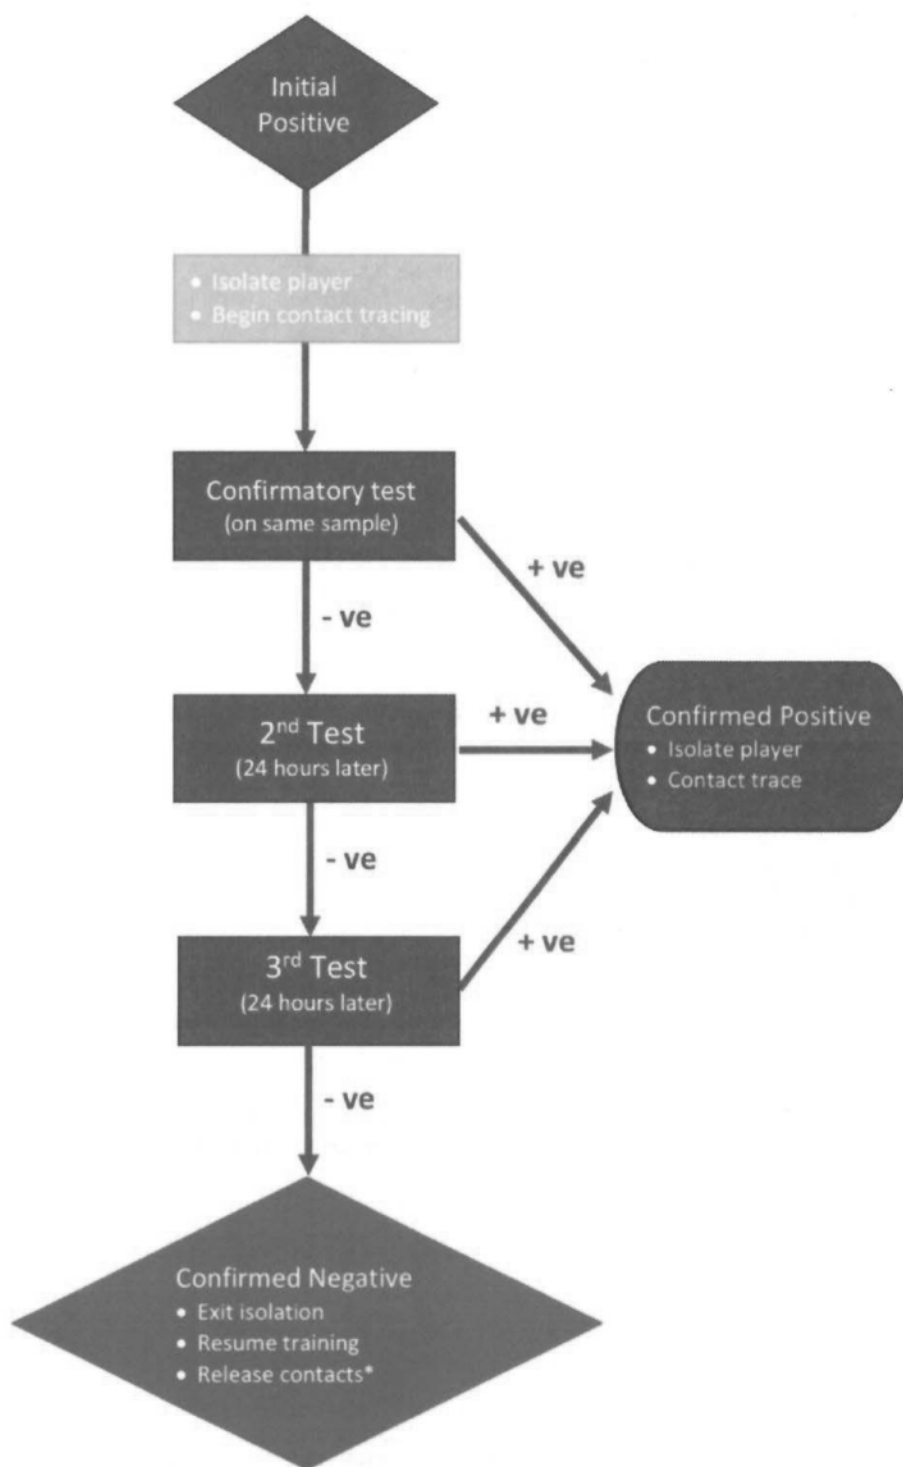 Initial
Positive
• Isolate player
• Begin contact tracing
Confirmatory test
(on same sample)
+ ve
- ve
2nd Test
(24 hours later)
+ ve
Confirmed Positive
• Isolate player
• Contact trace
- ve
3rd Test
(24 hours later)
+ ve
- ve
Confirmed Negative
• Exit isolation
• Resume training
• Release contacts*